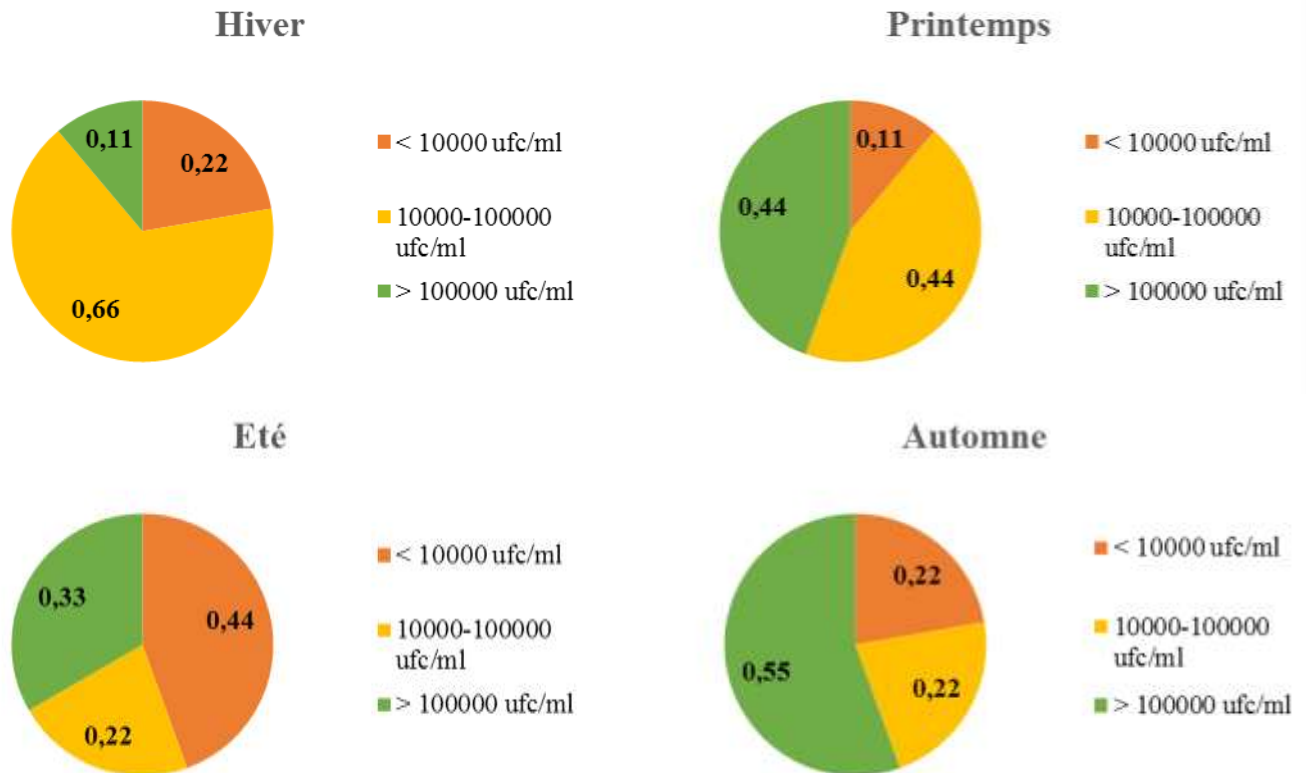 Hiver
0,11
0,22
0,66
< 10000 ufc/ml
10000-100000
ufc/ml
> 100000 ufc/ml
Printemps
0,11
0,44
0,44
< 10000 ufc/ml
10000-100000
ufc/ml
> 100000 ufc/ml
Eté
0,33
0,44
0,22
< 10000 ufc/ml
10000-100000
ufc/ml
> 100000 ufc/ml
Automne
0,22
0,55
0,22
< 10000 ufc/ml
10000-100000
ufc/ml
> 100000 ufc/ml